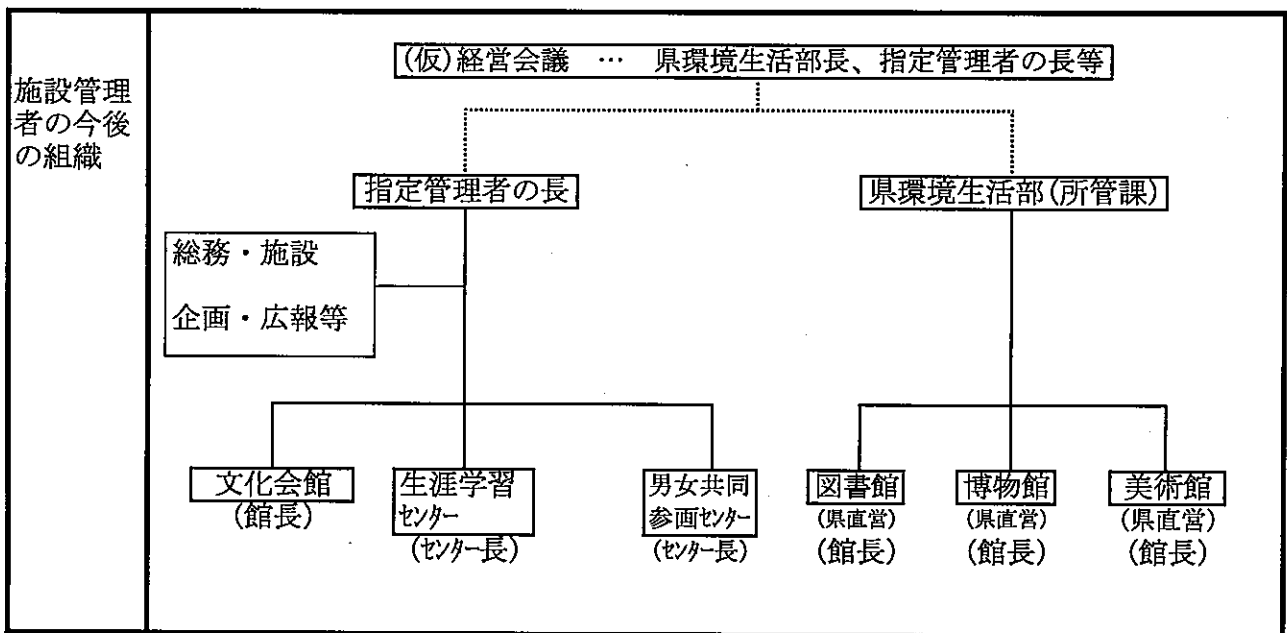 施設管理
者の今後
の組織
(仮)経営会議 … 県環境生活部長、指定管理者の長等
指定管理者の長
県環境生活部(所管課)
総務・施設
企画・広報等
文化会館
(館長)
生涯学習
センター
(センター長)
男女共同
参画センター
(センター長)
図書館
(県直営)
(館長)
博物館
(県直営)
(館長)
美術館
(県直営)
(館長)